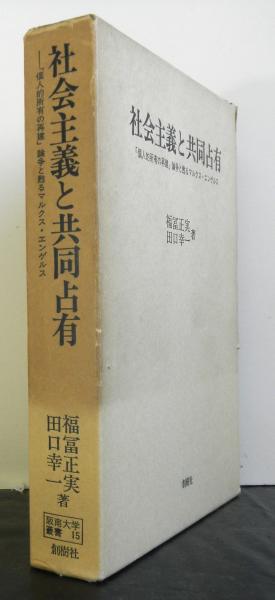 社会主義と共同占有
―「個人的所有の再建」論争と甦るマルクス・エンゲルス
福冨正実
田口幸一 著
阪南大学
叢書 15
創樹社
社会主義と共同占有
「個人的所有の再建」論争と甦るマルクス・エンゲルス
福冨正実
田口幸一 著
創樹社